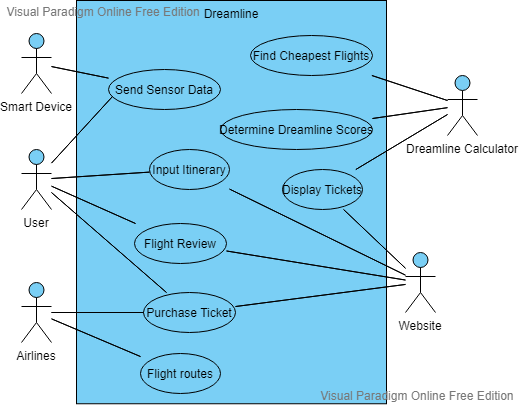 Visual Paradigm Online Free Edition
Dreamline
Find Cheapest Flights
Smart Device
Send Sensor Data
Determine Dreamline Scores
Dreamline Calculator
Input Itinerary
Display Tickets
User
Flight Review
Purchase Ticket
Website
Airlines
Flight routes
Visual Paradigm Online Free Edition